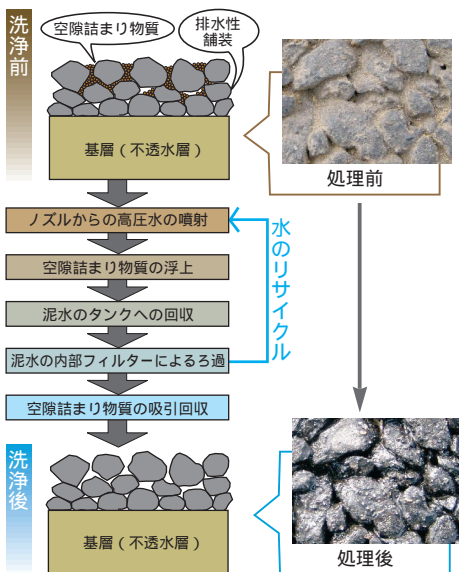 洗浄前
空隙詰まり物質
排水性
舗装
基層(不透水層)
処理前
ノズルからの高圧水の噴射
空隙詰まり物質の浮上
泥水のタンクへの回収
泥水の内部フィルターによるろ過
水のリサイクル
空隙詰まり物質の吸引回収
洗浄後
基層(不透水層)
処理後